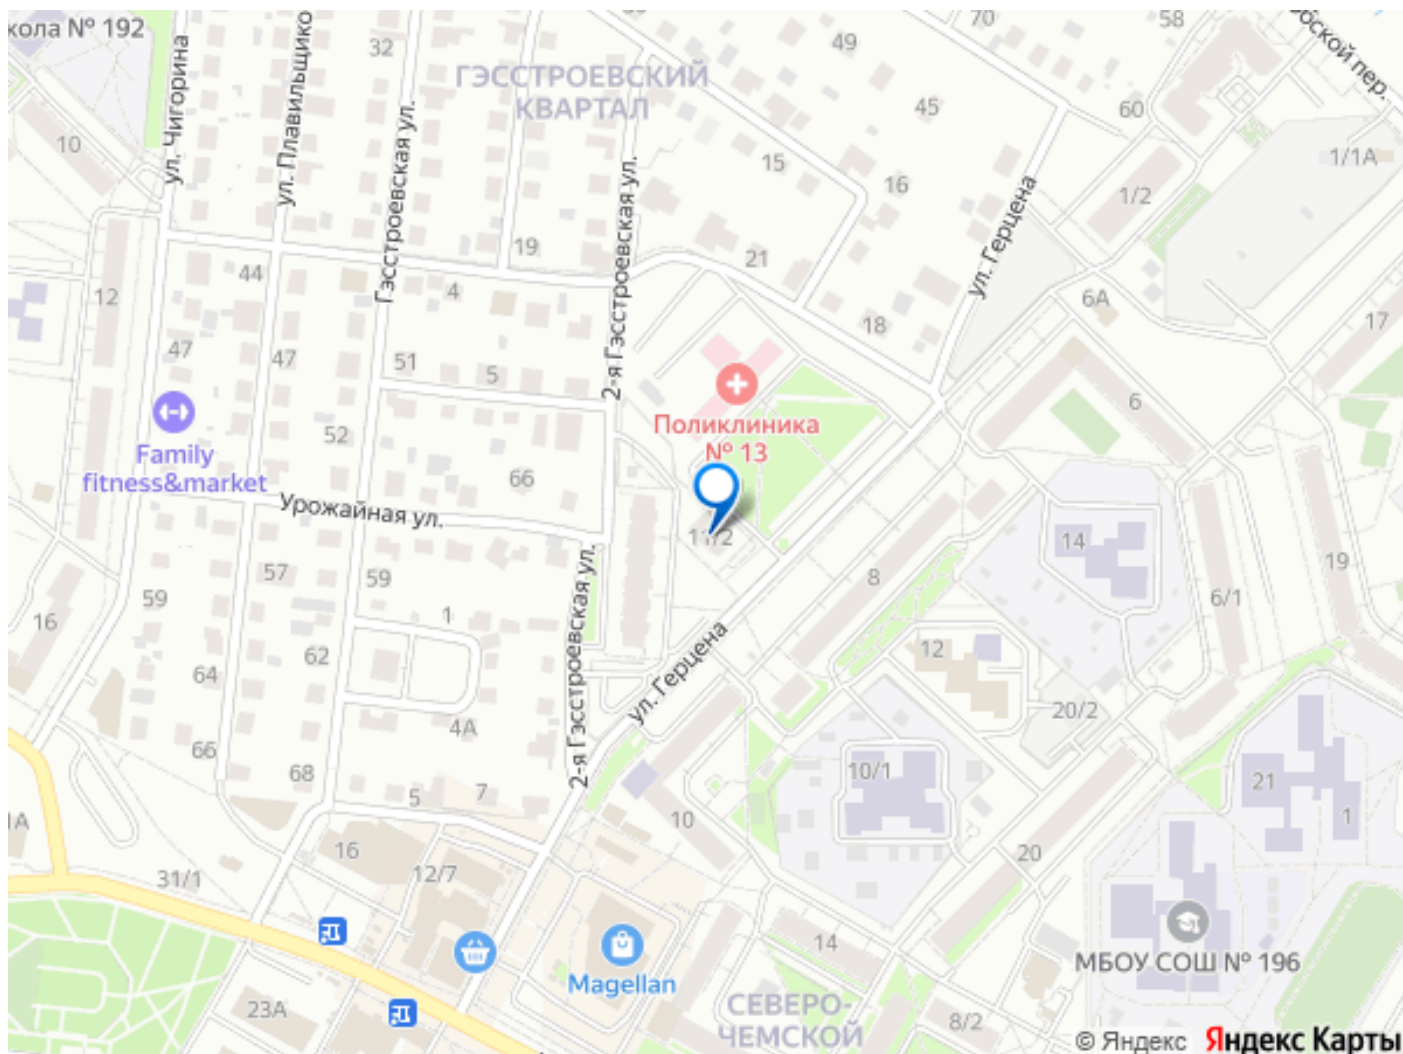 кола № 192
70
58
бской пер.
32
49
ГЭССТРОЕВСКИЙ
КВАРТАЛ
45
60
10
ул. Чигорина
ул. Плавильщико
Гэсстроевская ул.
2-я Гэсстроевская ул.
15
16
1/1А
1/2
ул. Герцена
19
21
44
4
12
6А
17
18
47
47
51
5
6
Поликлиника
№ 13
52
Family
fitness&market
66
Урожайная ул.
11/2
14
8
19
57
59
59
1
6/1
16
2-я Гэсстроевская ул.
ул. Герцена
62
64
12
20/2
4А
66
68
10/1
5
7
21
1
1А
10
16
12/7
20
31/1
14
МБОУ СОШ № 196
Magellan
23А
СЕВЕРО-
ЧЕМСКОЙ
8/2
© Яндекс Яндекс Карты